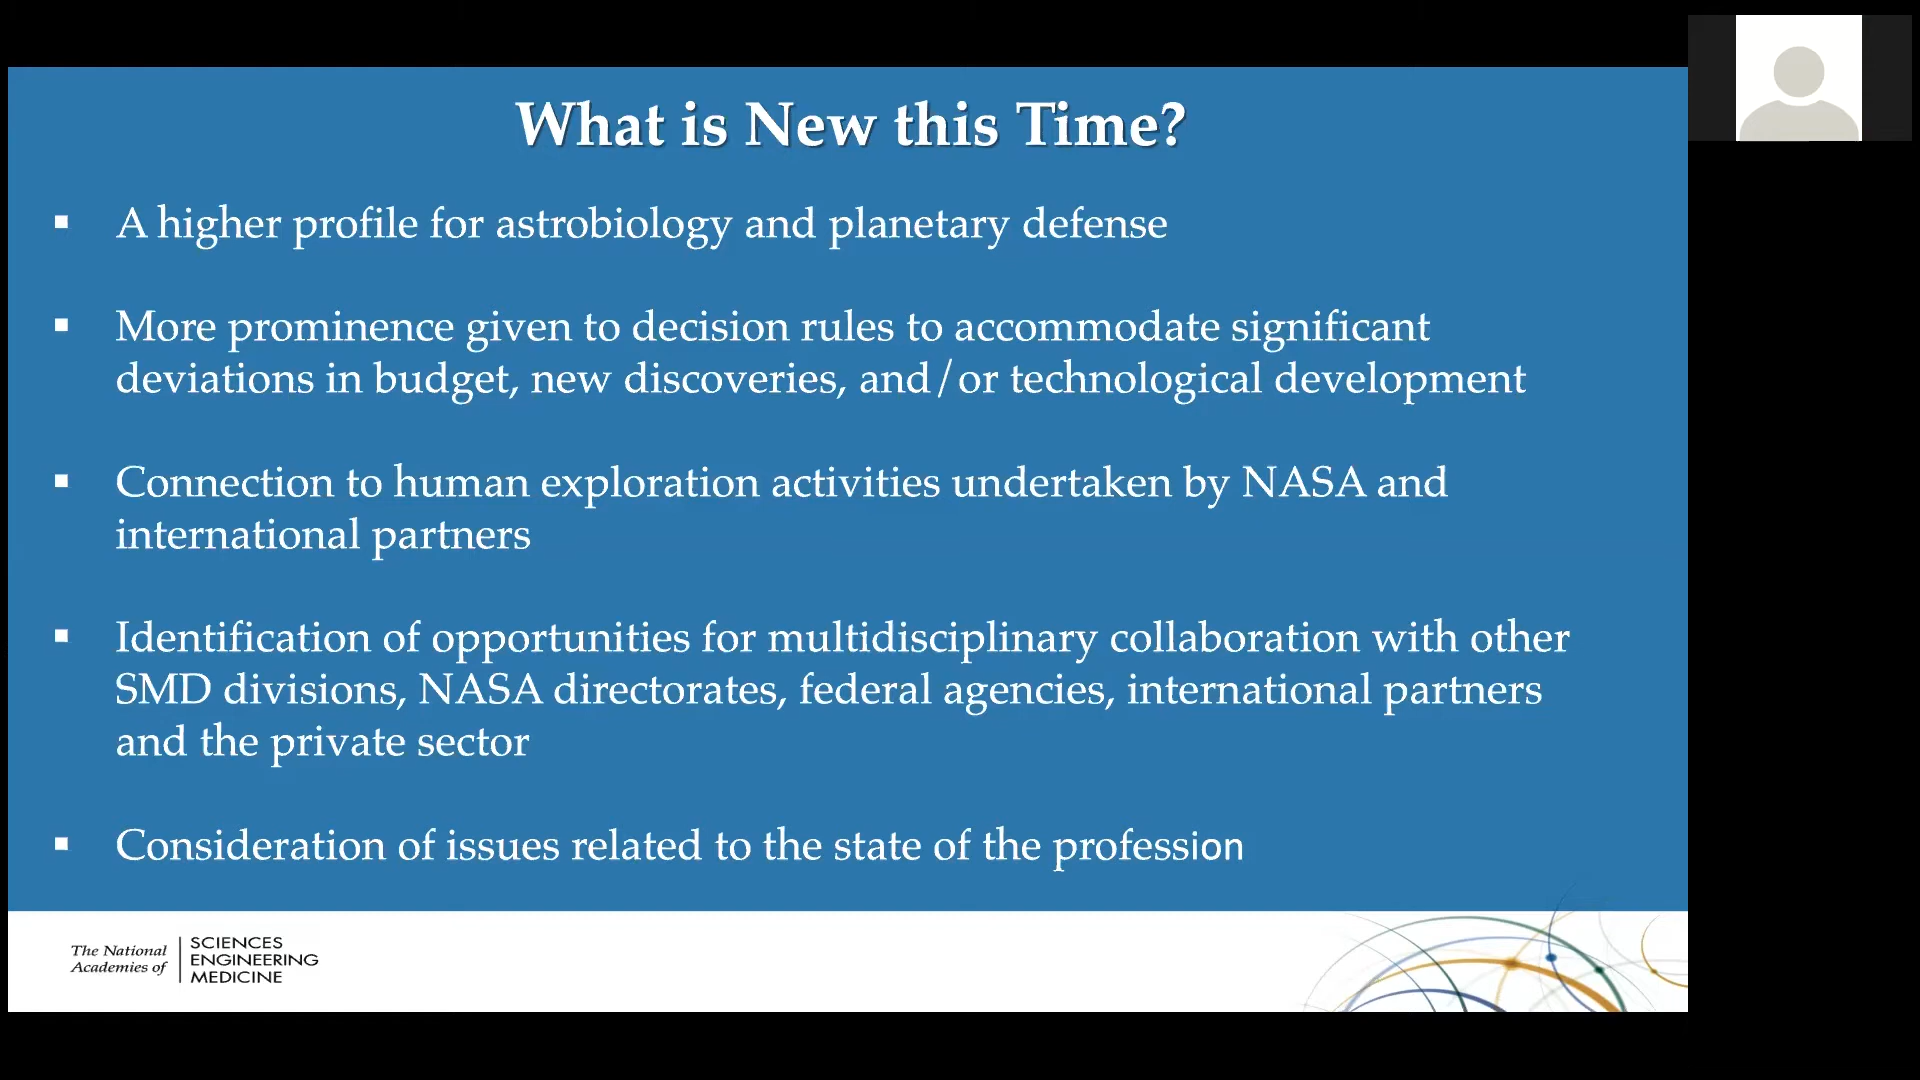 What is New this Time?
▪ A higher profile for astrobiology and planetary defense
▪ More prominence given to decision rules to accommodate significant
deviations in budget, new discoveries, and/or technological development
▪ Connection to human exploration activities undertaken by NASA and
international partners
▪ Identification of opportunities for multidisciplinary collaboration with other
SMD divisions, NASA directorates, federal agencies, international partners
and the private sector
▪ Consideration of issues related to the state of the profession
The National
Academies of
SCIENCES
ENGINEERING
MEDICINE